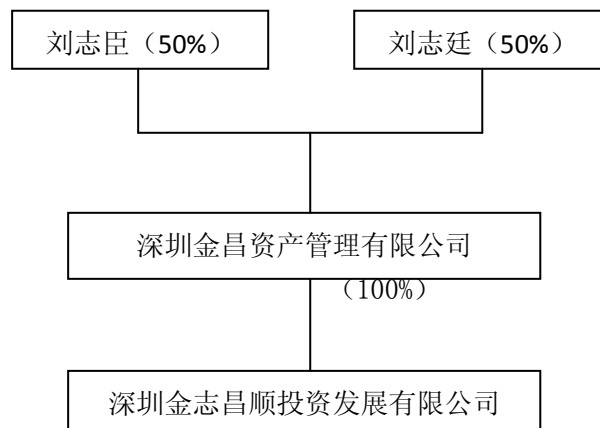 刘志臣（50%）
刘志廷（50%）
深圳金昌资产管理有限公司
（100%）
深圳金志昌顺投资发展有限公司